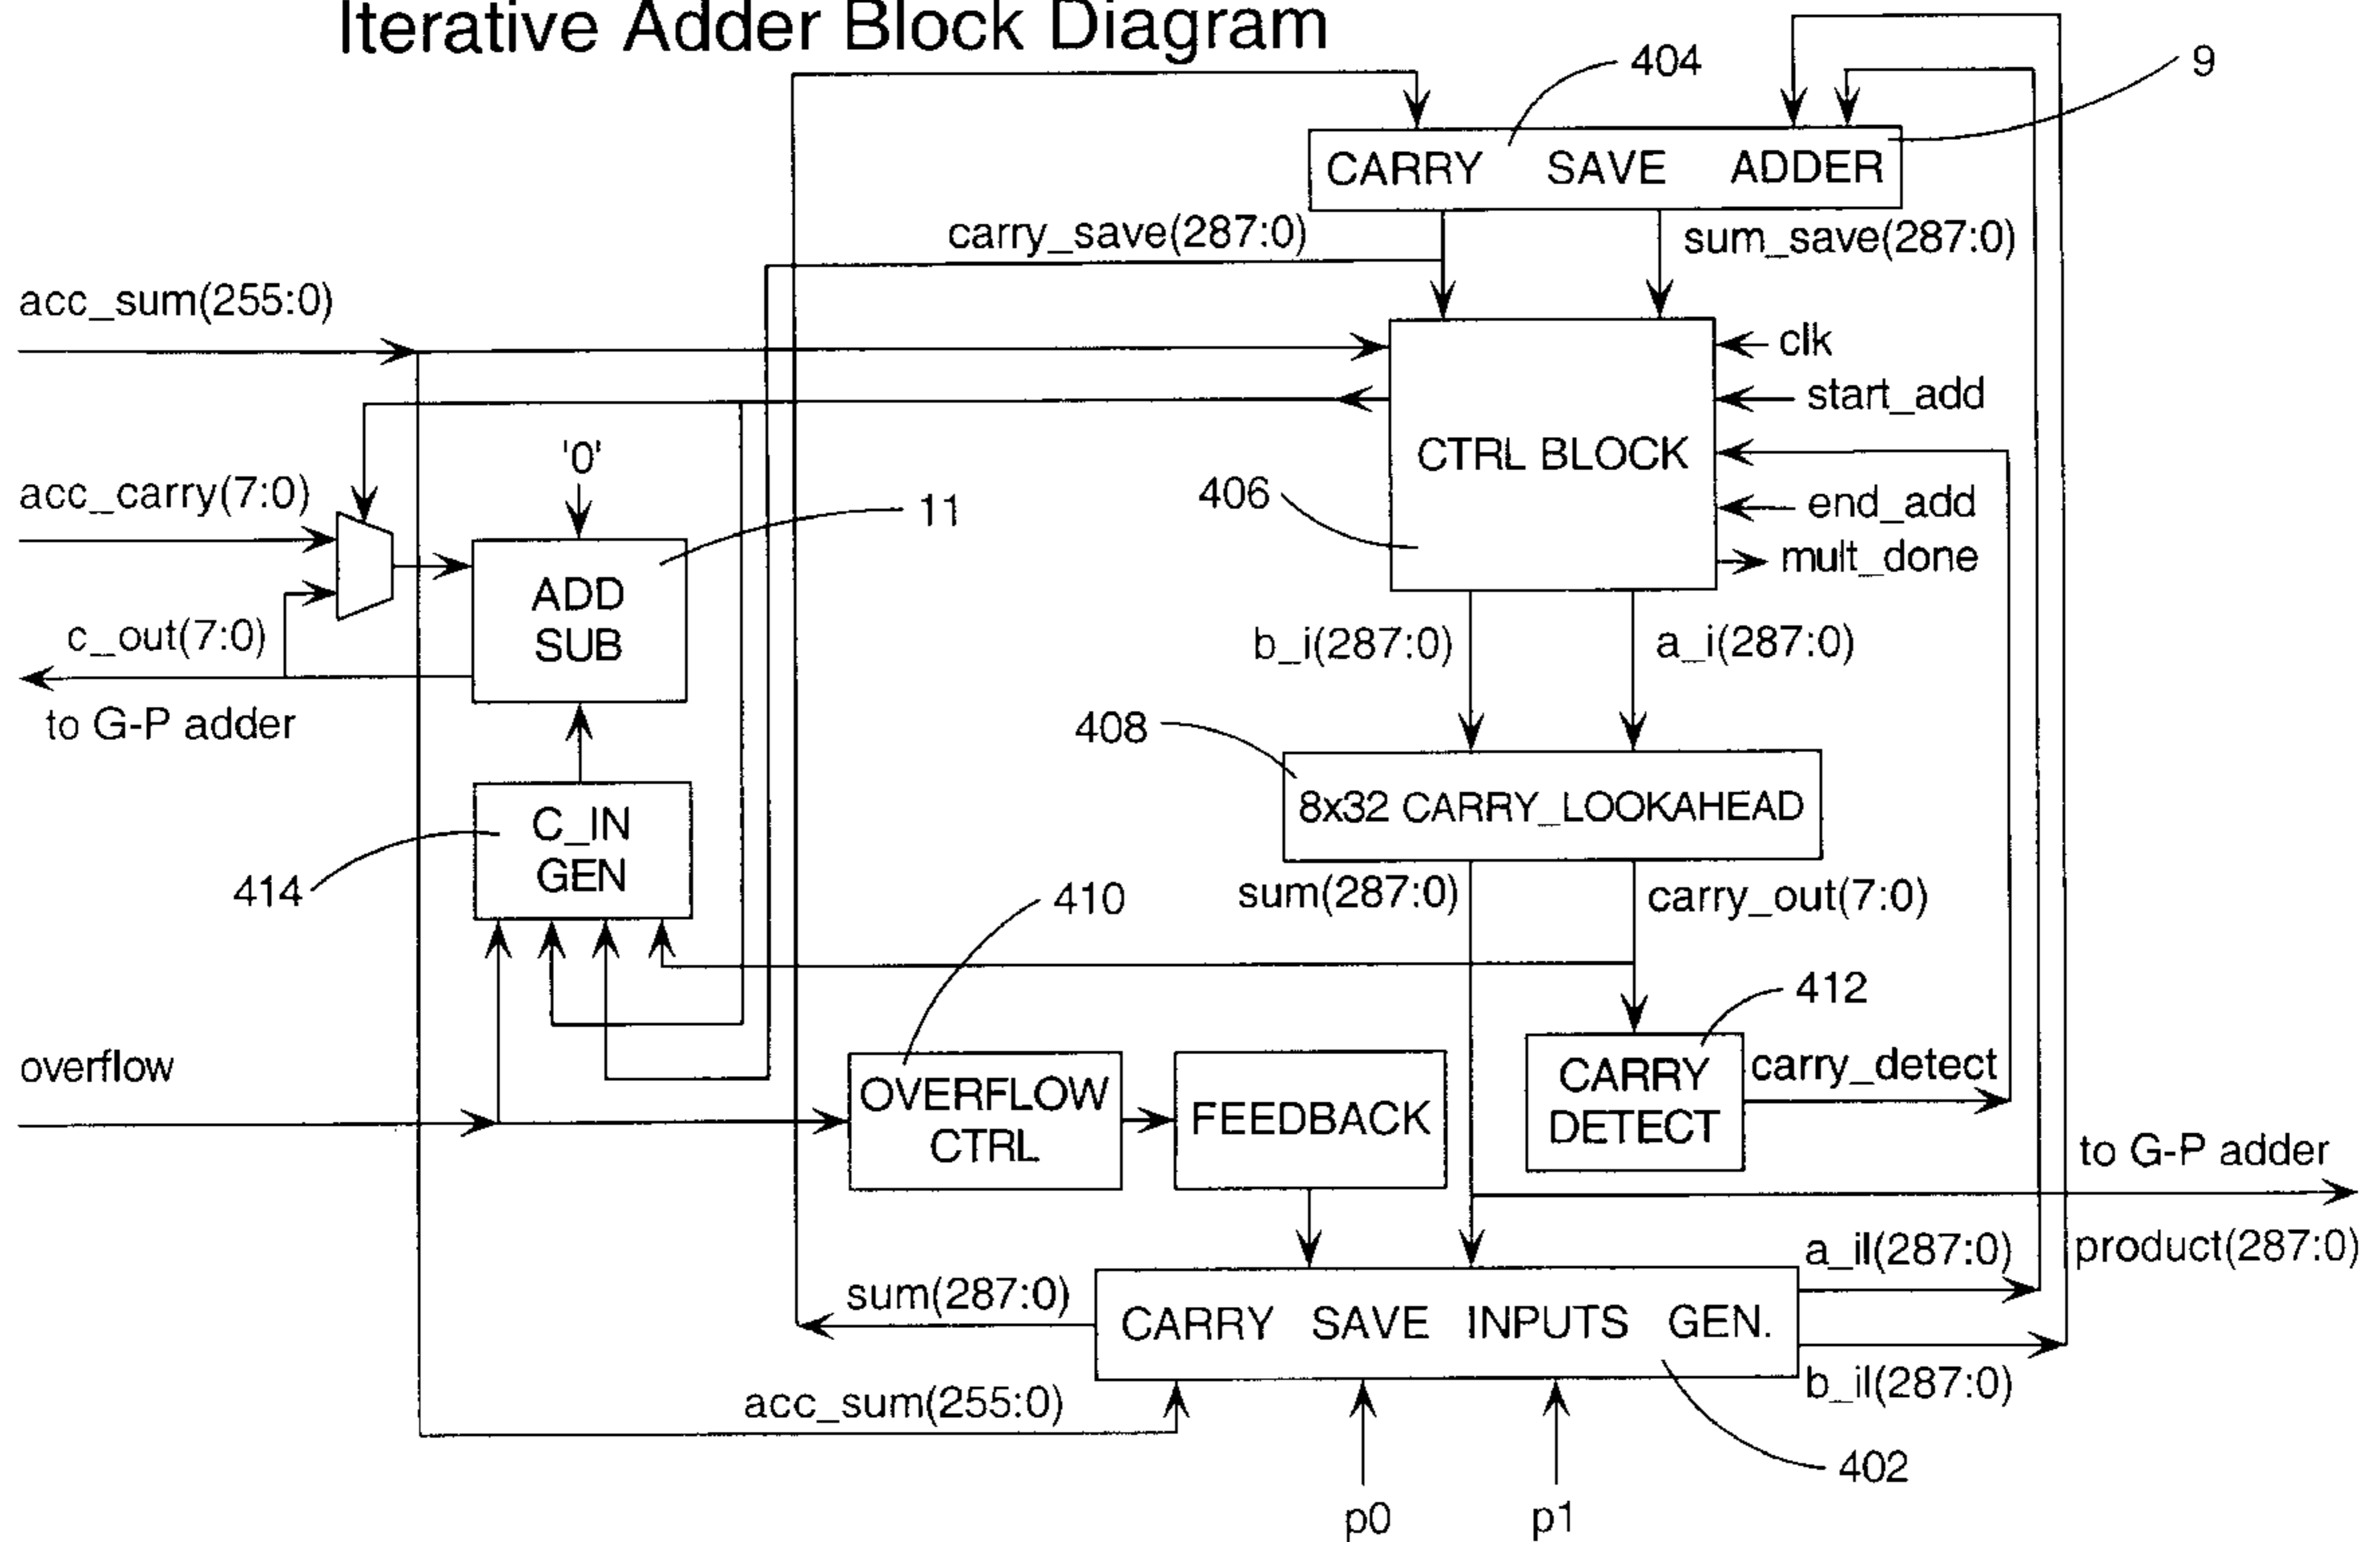 Iterative Adder Block Diagram
404
9
CARRY SAVE ADDER
carry_save(287:0)
sum_save(287:0)
acc_sum(255:0)
clk
start_add
CTRL BLOCK
'0'
acc_carry(7:0)
11
406
end_add
mult_done
ADD
SUB
c_out(7:0)
b_i(287:0)
a_i(287:0)
to G-P adder
408
8x32 CARRY_LOOKAHEAD
C_IN
GEN
414
410
sum(287:0)
carry_out(7:0)
412
overflow
OVERFLOW
CTRL
FEEDBACK
CARRY
DETECT
carry_detect
to G-P adder
a_il(287:0)
product(287:0)
sum(287:0)
CARRY SAVE INPUTS GEN.
b_il(287:0)
acc_sum(255:0)
402
p0
p1